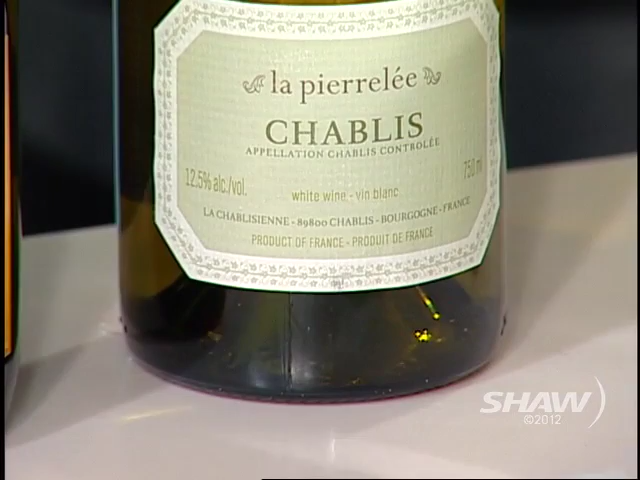 la pierrelée
CHABLIS
APPELLATION CHABLIS CONTROLÉE
12.5% alc./vol.
750 ml
white wine - vin blanc
LA CHABLISIENNE - 89800 CHABLIS - BOURGOGNE - FRANCE
PRODUCT OF FRANCE - PRODUIT DE FRANCE
SHAW)
©2012